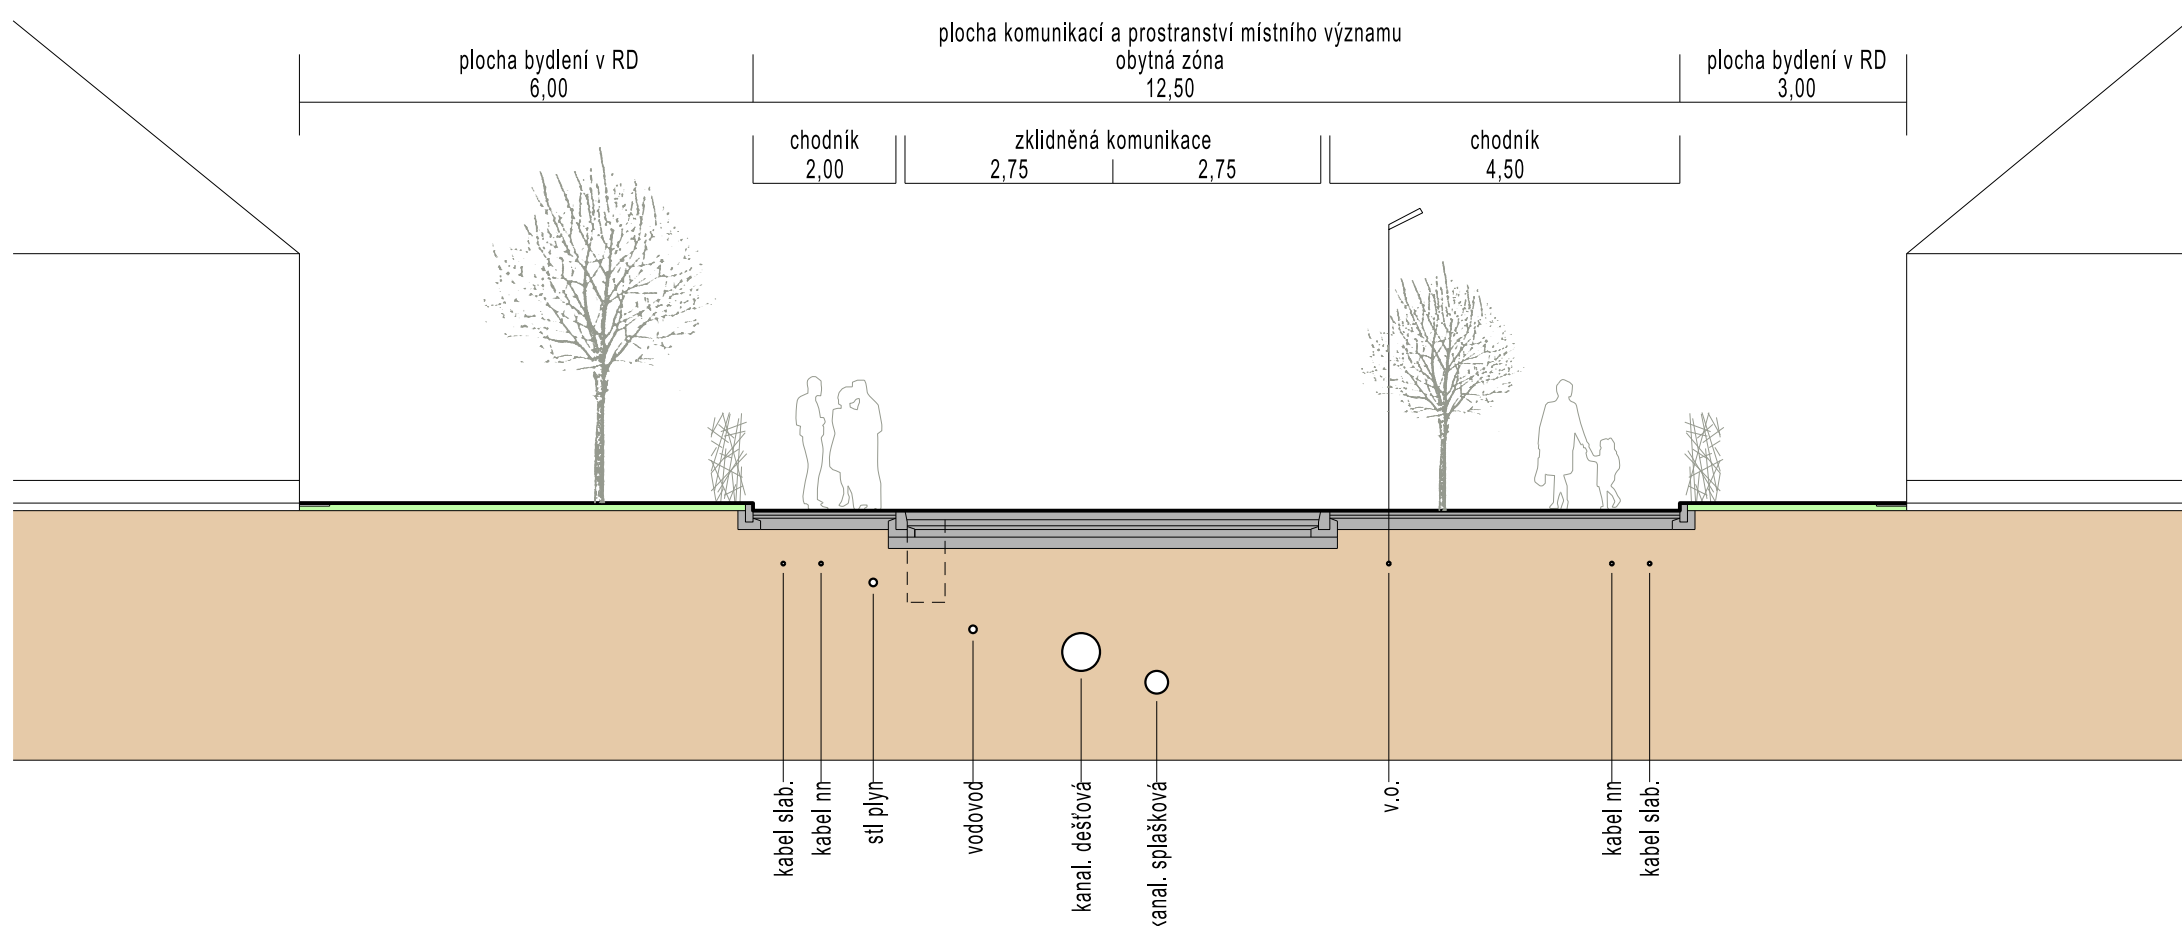 plocha komunikací a prostranství místního významu
plocha bydlení v RD
obytná zóna
plocha bydlení v RD
6,00
12,50
3,00
chodník
zklidněná komunikace
chodník
2,00
2,75
2,75
4,50
kabel slab.
kabel nn
stl plyn
vodovod
kanal. dešťová
kanal. splašková
v.o.
kabel nn
kabel slab.